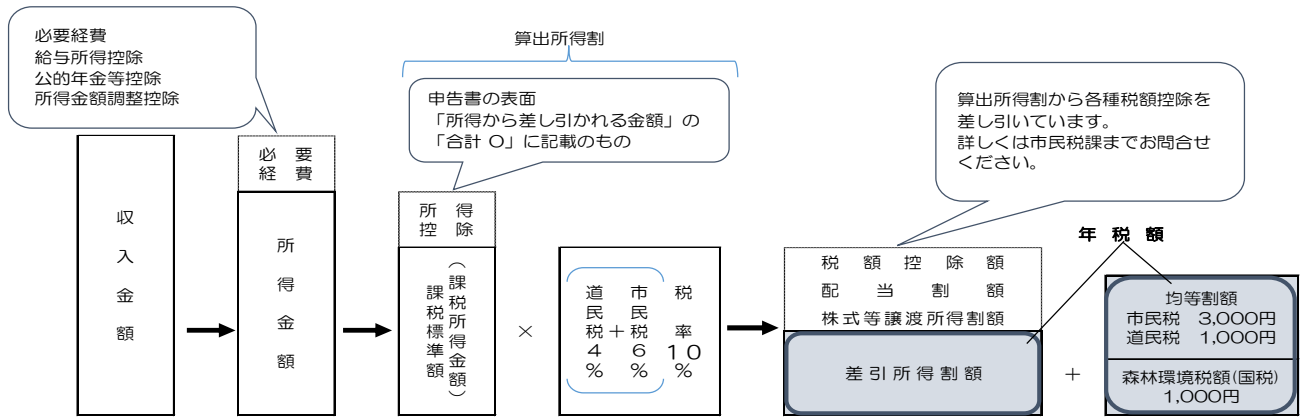 必要経費
給与所得控除
公的年金等控除
所得金額調整控除
算出所得割
申告書の表面
「所得から差し引かれる金額」の
「合計 O」に記載のもの
算出所得割から各種税額控除を
差し引いています。
詳しくは市民税課までお問合せ
ください。
収入金額
必要
経費
所得金額
所得
控除
課税標準額
(課税所得金額)
×
道民税4%
+
市民税6%
税率10%
税額控除額
配当割額
株式等譲渡所得割額
差引所得割額
年税額
+
均等割額
市民税 3,000円
道民税 1,000円
森林環境税額(国税)
1,000円